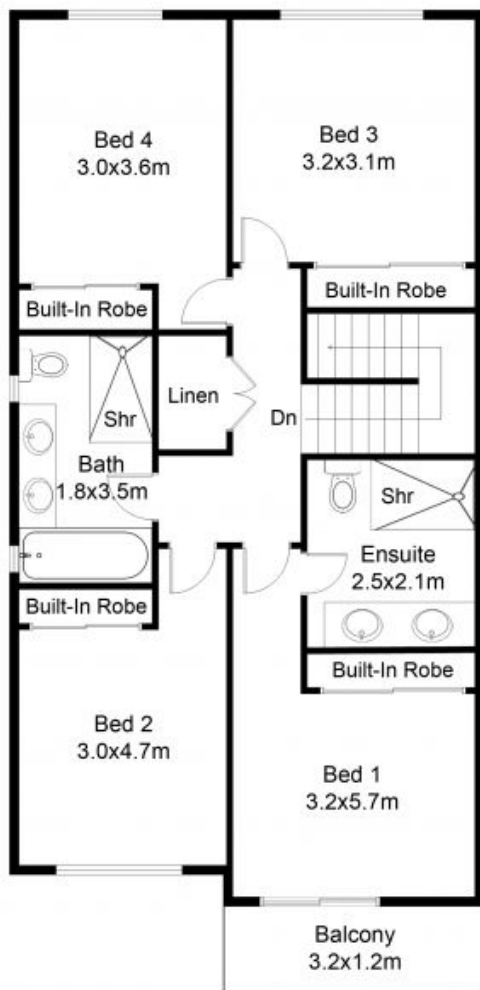 Bed 4
3.0x3.6m
Bed 3
3.2x3.1m
Built-In Robe
Built-In Robe
Linen
Shr
Dn
Bath
1.8x3.5m
Shr
Ensuite
2.5x2.1m
Built-In Robe
Built-In Robe
Bed 2
3.0x4.7m
Bed 1
3.2x5.7m
Balcony
3.2x1.2m